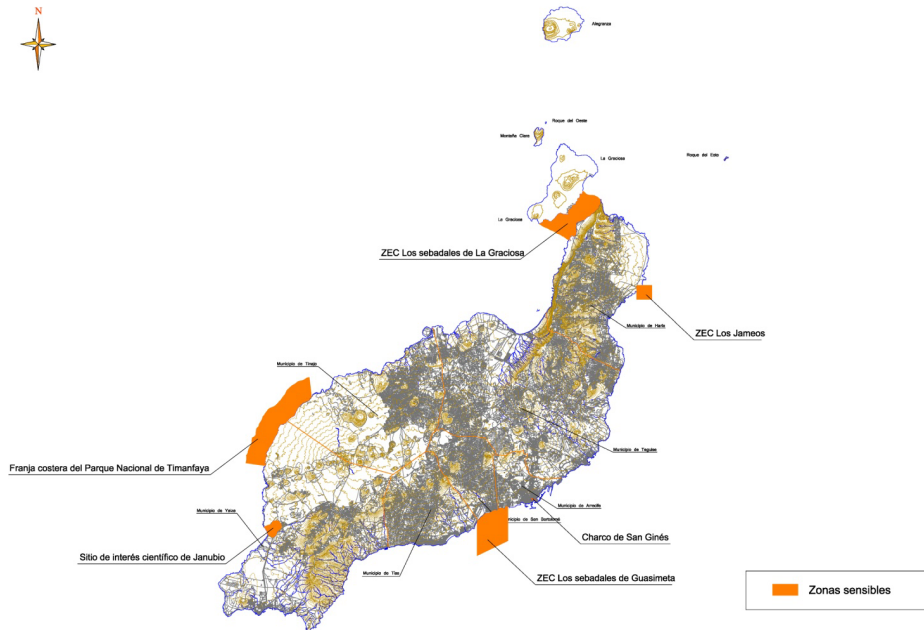 N
Alegranza
Roque del Oeste
Montaña Clara
La Graciosa
Roque del Este
La Graciosa
ZEC Los sebadales de La Graciosa
Municipio de Haría
ZEC Los Jameos
Municipio de Tinajo
Municipio de Teguise
Franja costera del Parque Nacional de Timanfaya
Municipio de Arrecife
Municipio de Yaiza
nicipio de San Bartolomé
Charco de San Ginés
Sitio de interés científico de Janubio
Municipio de Tías
ZEC Los sebadales de Guasimeta
Zonas sensibles